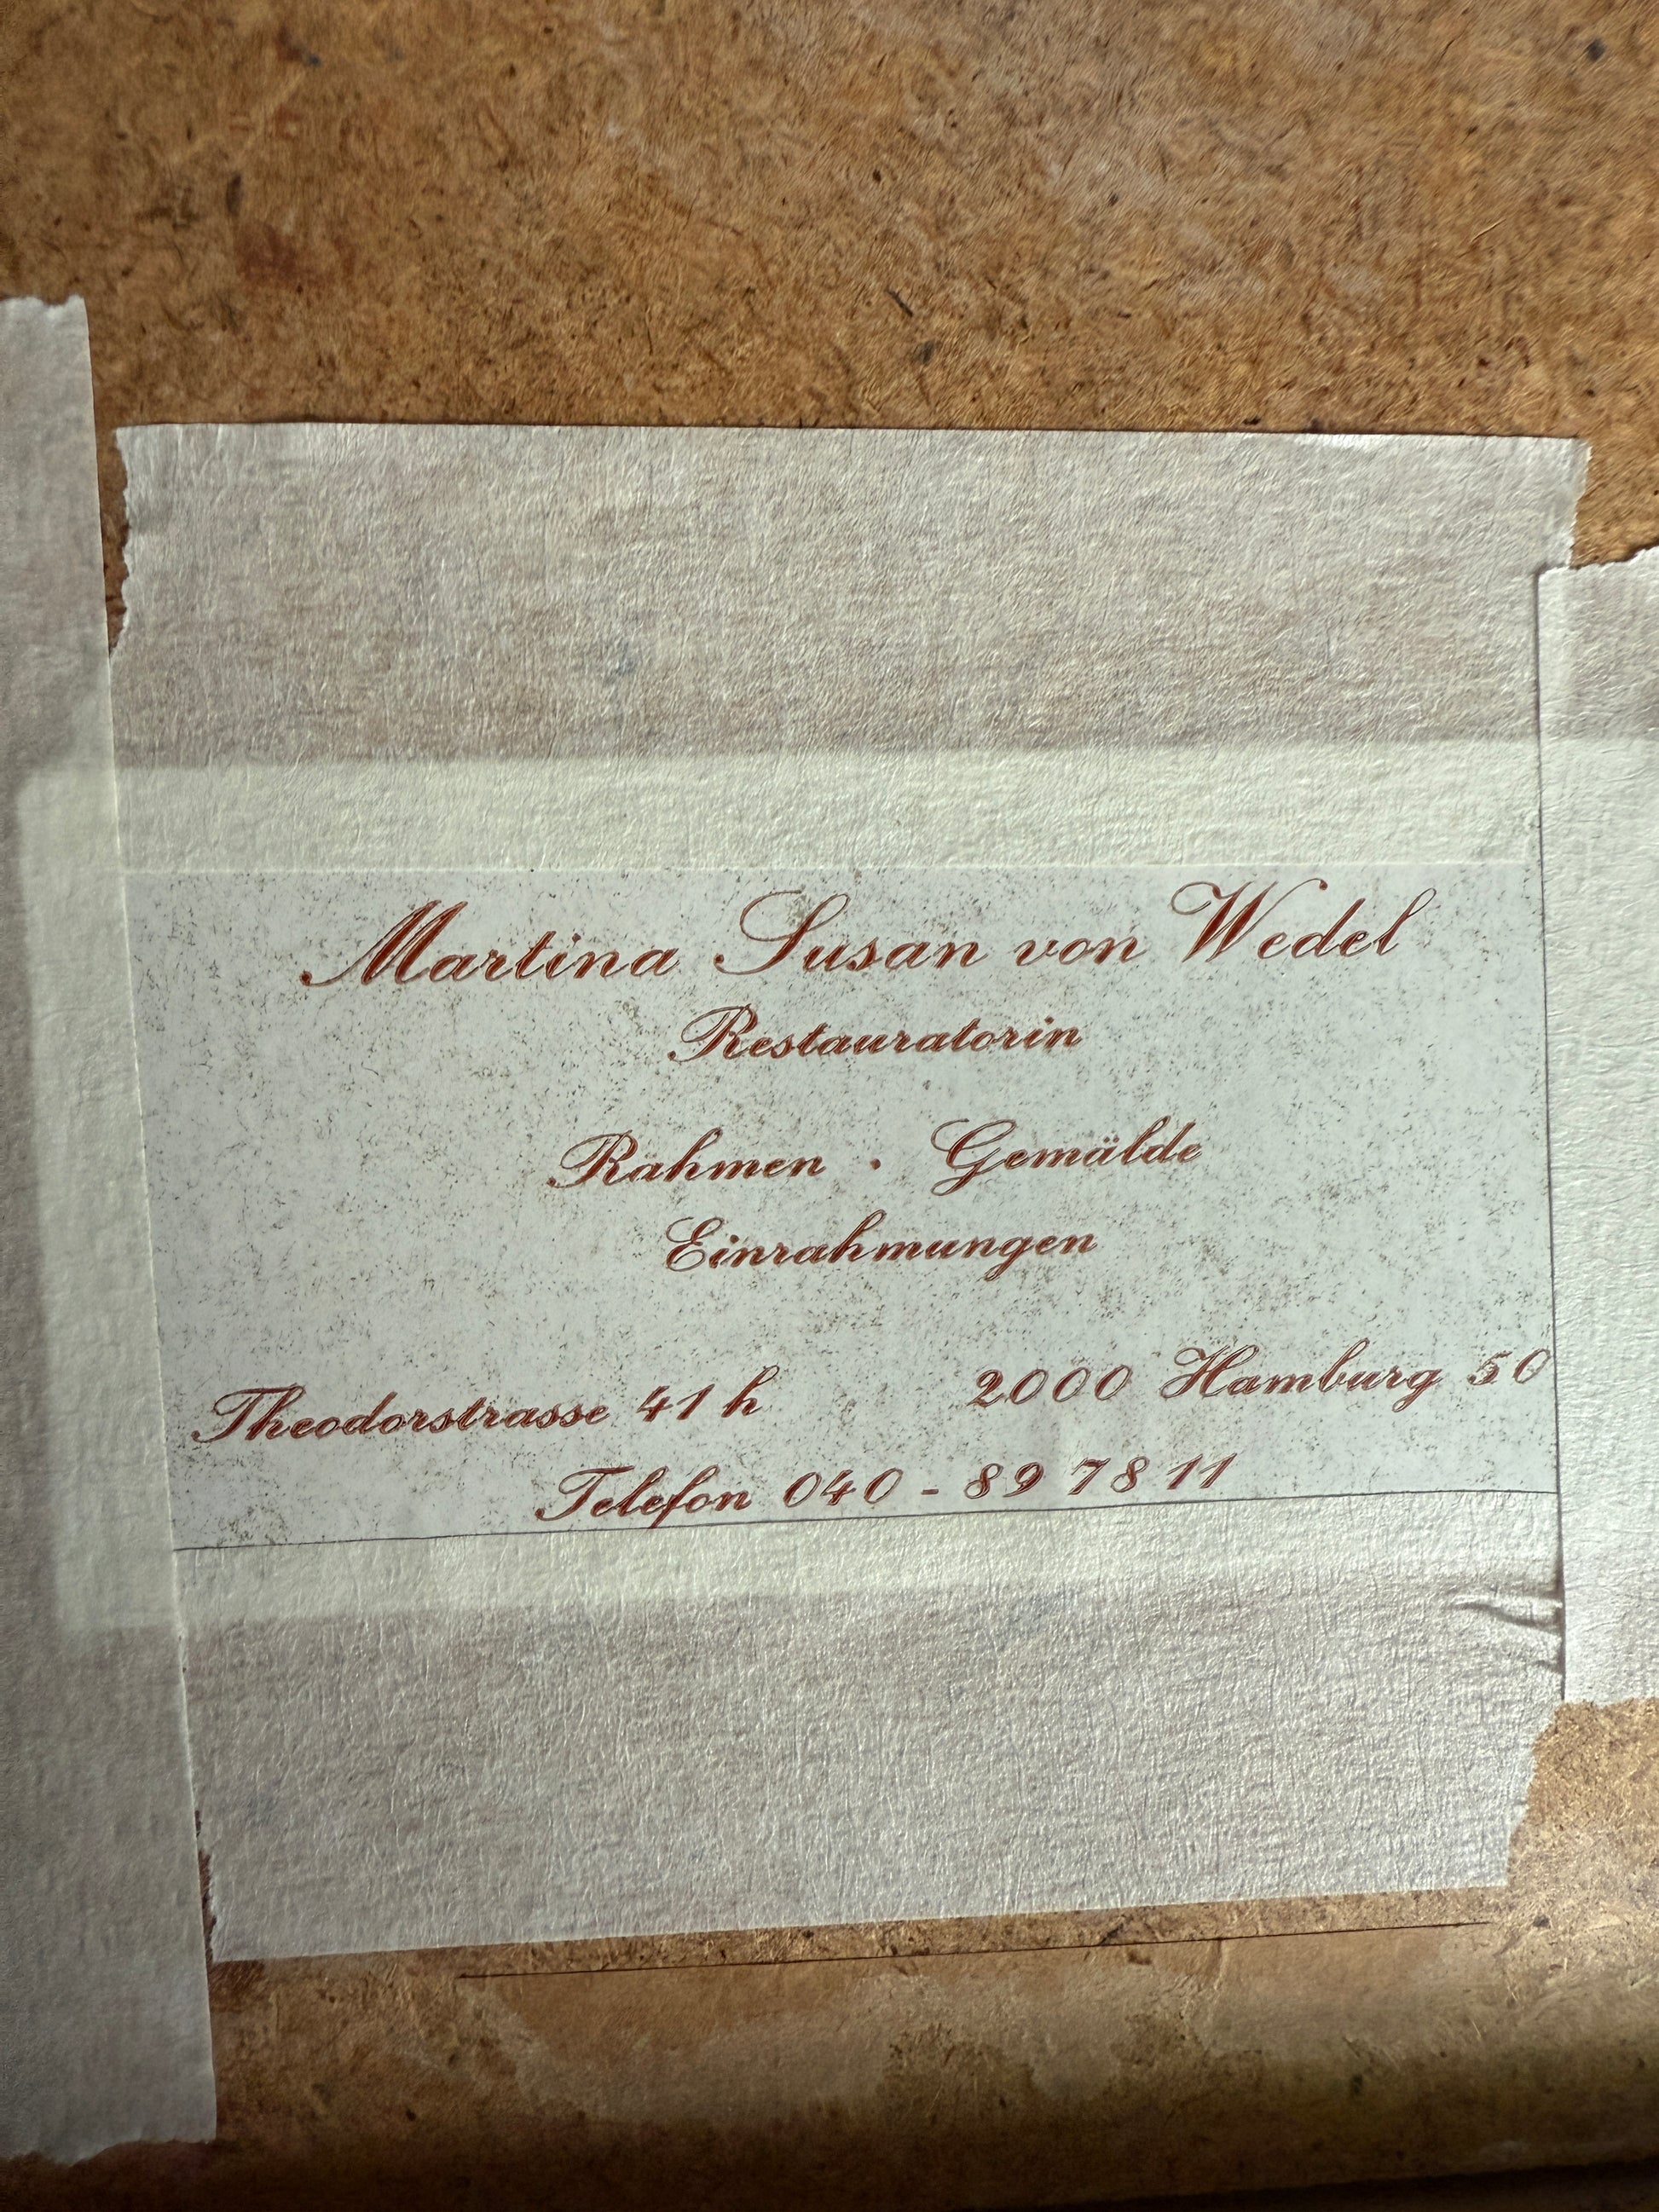 Martina Susan von Wedel
Restauratorin
Rahmen · Gemälde
Einrahmungen
Theodorstrasse 41 h 2000 Hamburg 50
Telefon 040 - 89 78 11